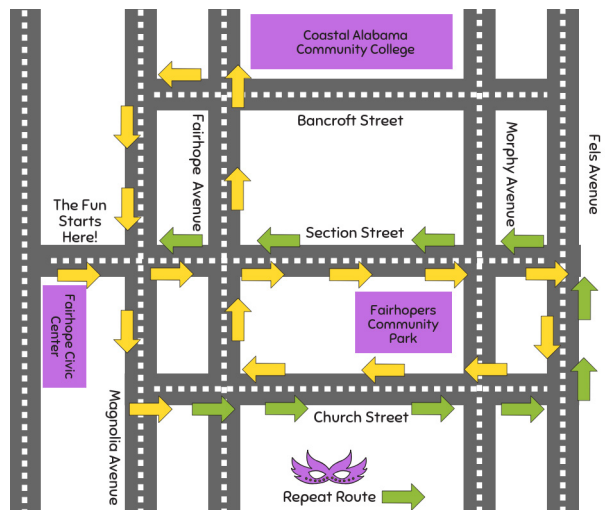 Coastal Alabama
Community College
Bancroft Street
Fairhope Avenue
Morphy Avenue
Fels Avenue
The Fun
Starts
Here!
Section Street
Fairhope Civic
Center
Fairhopers
Community
Park
Magnolia Avenue
Church Street
Repeat Route